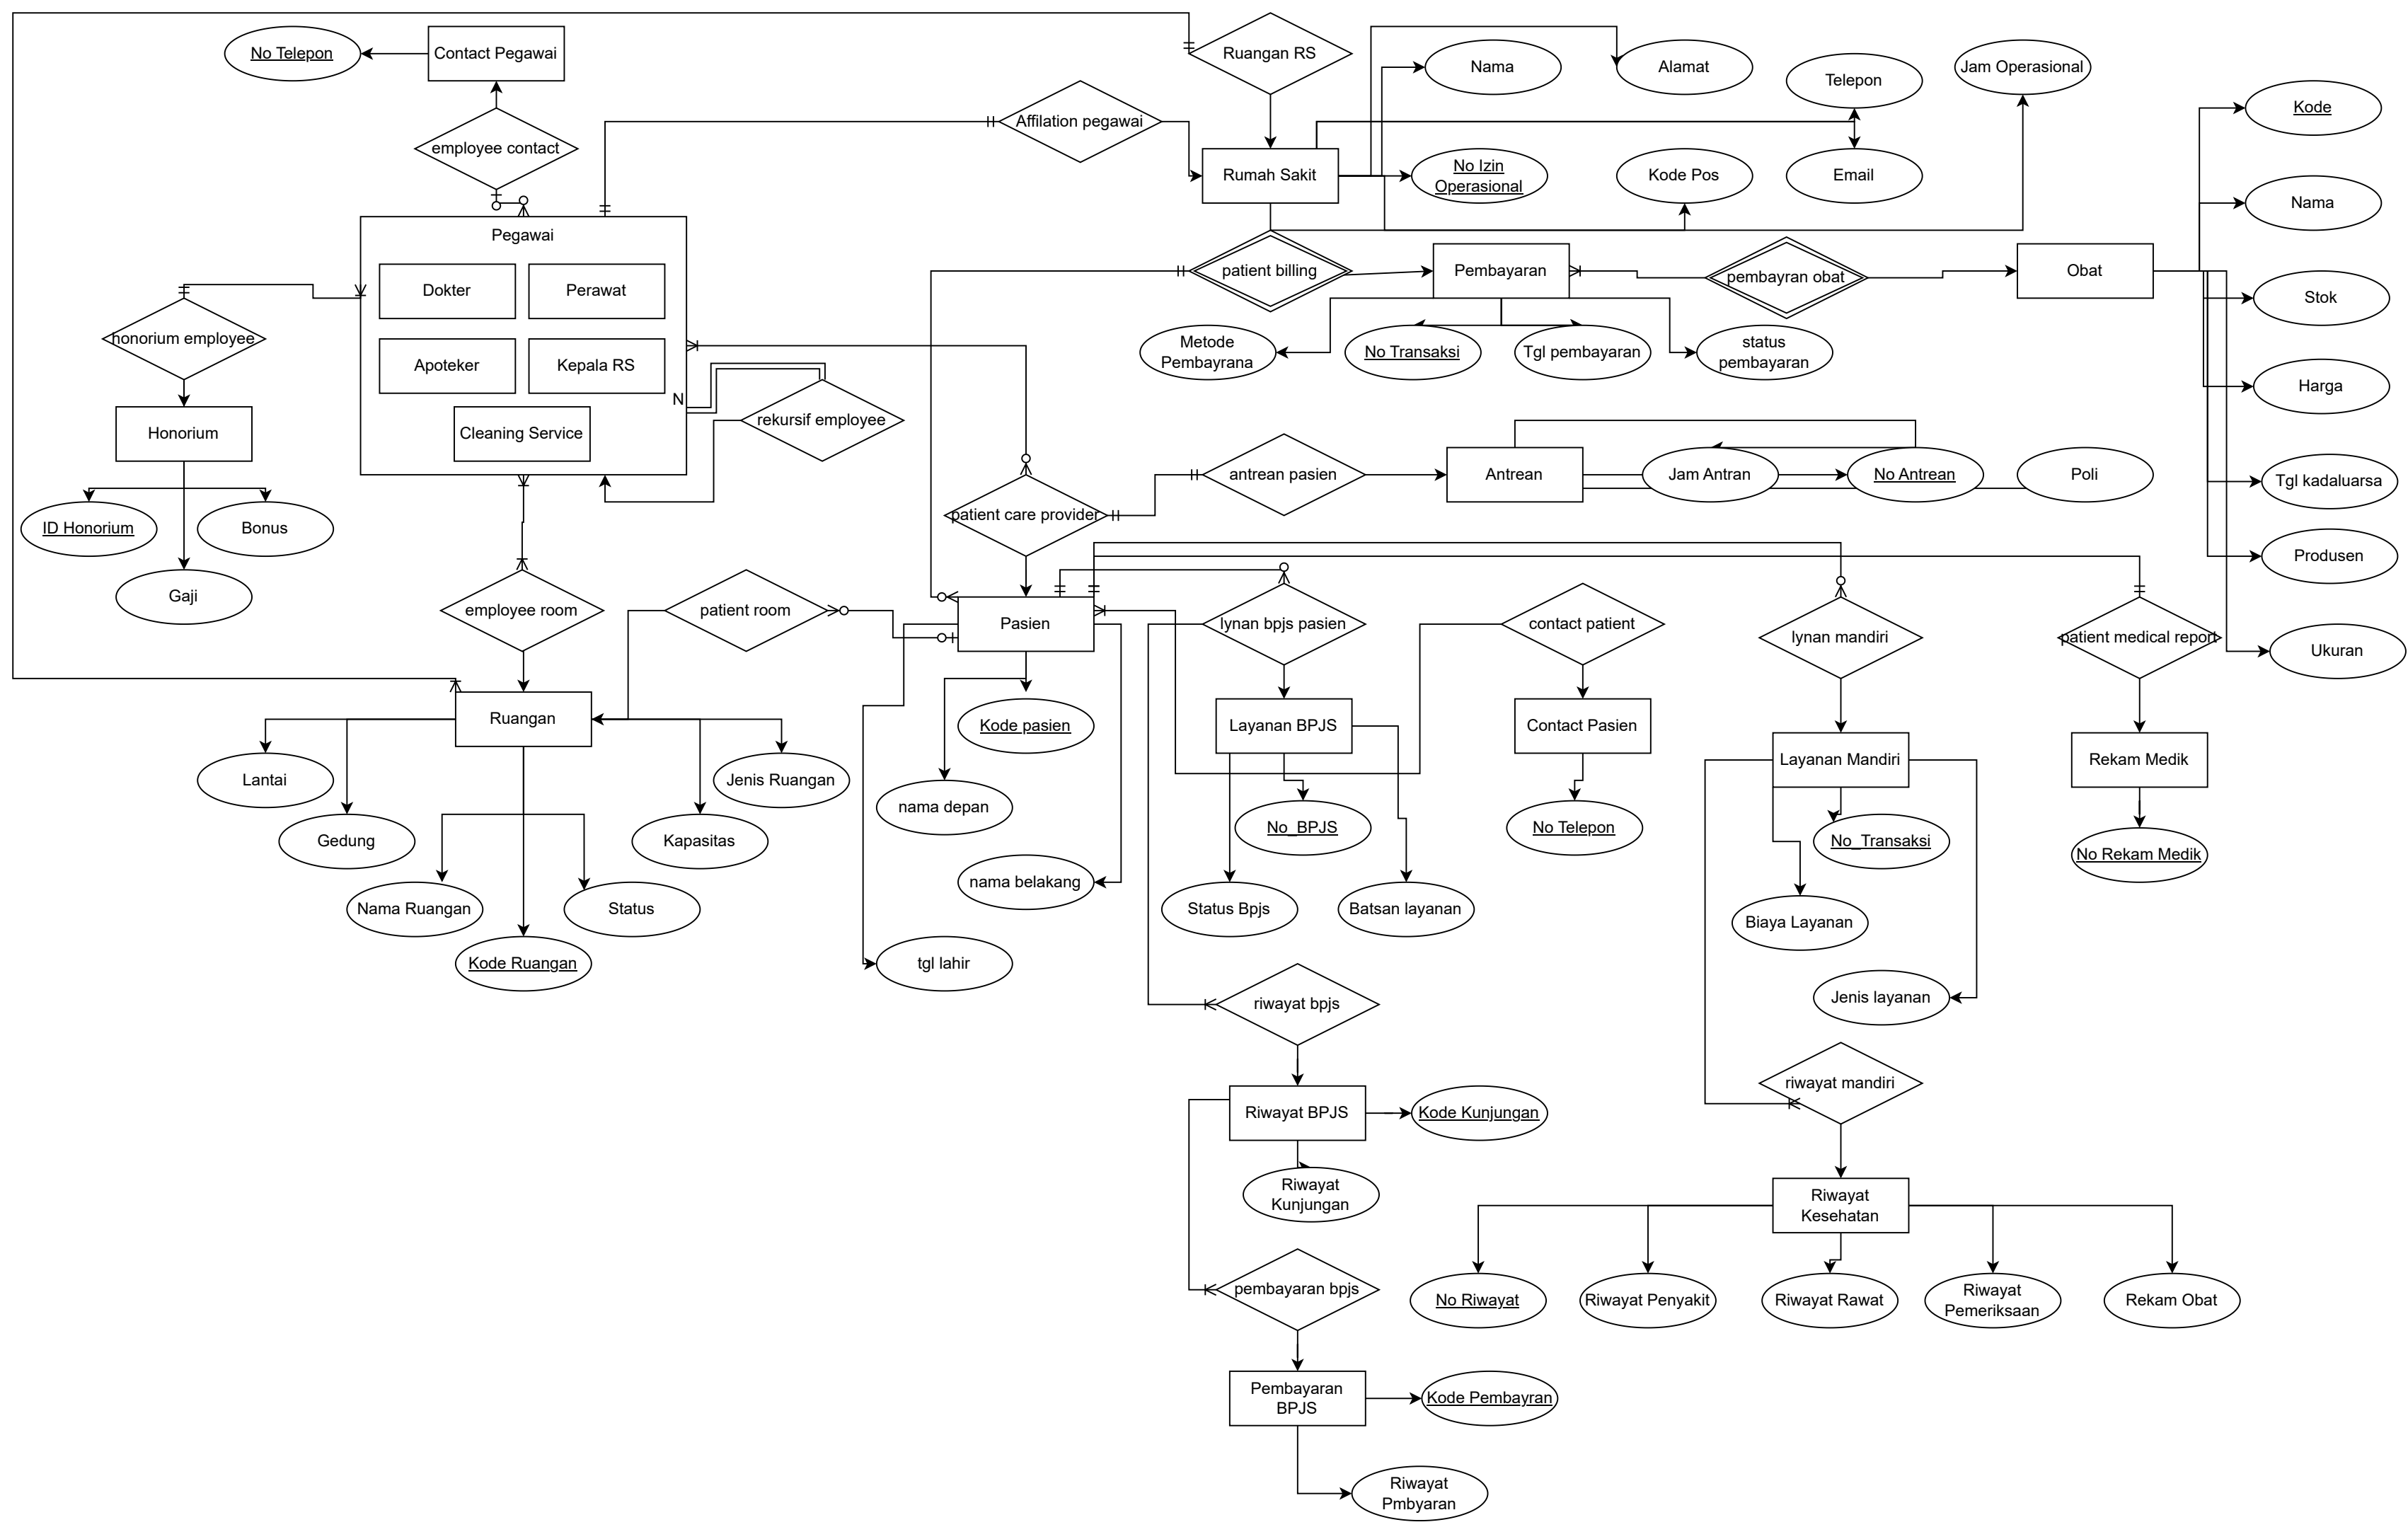 No Telepon
Contact Pegawai
Ruangan RS
Nama
Alamat
Telepon
Jam Operasional
Kode
employee contact
Affilation pegawai
Rumah Sakit
No Izin
Operasional
Kode Pos
Email
Nama
Pegawai
Dokter
Perawat
Apoteker
Kepala RS
Cleaning Service
N
rekursif employee
honorium employee
Honorium
ID Honorium
Bonus
Gaji
patient billing
Pembayaran
pembayran obat
Obat
Stok
Metode
Pembayrana
No Transaksi
Tgl pembayaran
status
pembayaran
Harga
antrean pasien
Antrean
Jam Antran
No Antrean
Poli
Tgl kadaluarsa
patient care provider
Produsen
employee room
patient room
Pasien
lynan bpjs pasien
contact patient
lynan mandiri
patient medical report
Ukuran
Ruangan
Kode pasien
Layanan BPJS
Contact Pasien
Layanan Mandiri
Rekam Medik
Lantai
Jenis Ruangan
nama depan
Gedung
Kapasitas
No_BPJS
No Telepon
No_Transaksi
No Rekam Medik
nama belakang
Nama Ruangan
Status
Status Bpjs
Batsan layanan
Biaya Layanan
Kode Ruangan
tgl lahir
Jenis layanan
riwayat bpjs
riwayat mandiri
Riwayat BPJS
Kode Kunjungan
Riwayat
Kunjungan
Riwayat
Kesehatan
pembayaran bpjs
No Riwayat
Riwayat Penyakit
Riwayat Rawat
Riwayat
Pemeriksaan
Rekam Obat
Pembayaran
BPJS
Kode Pembayran
Riwayat
Pmbyaran